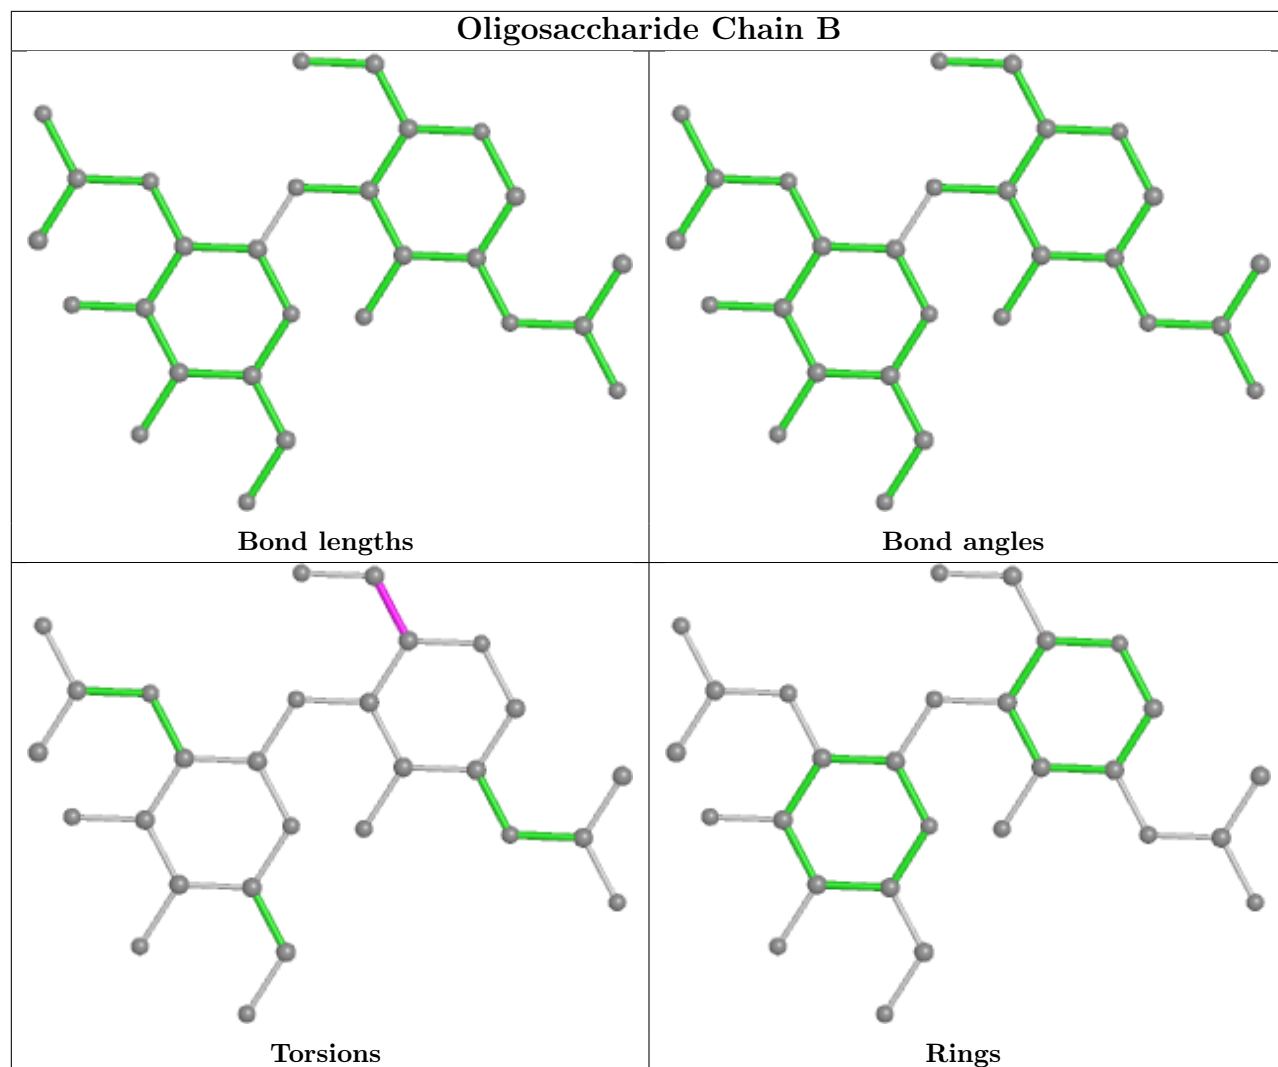 Oligosaccharide Chain B
Bond lengths
Bond angles
Torsions
Rings